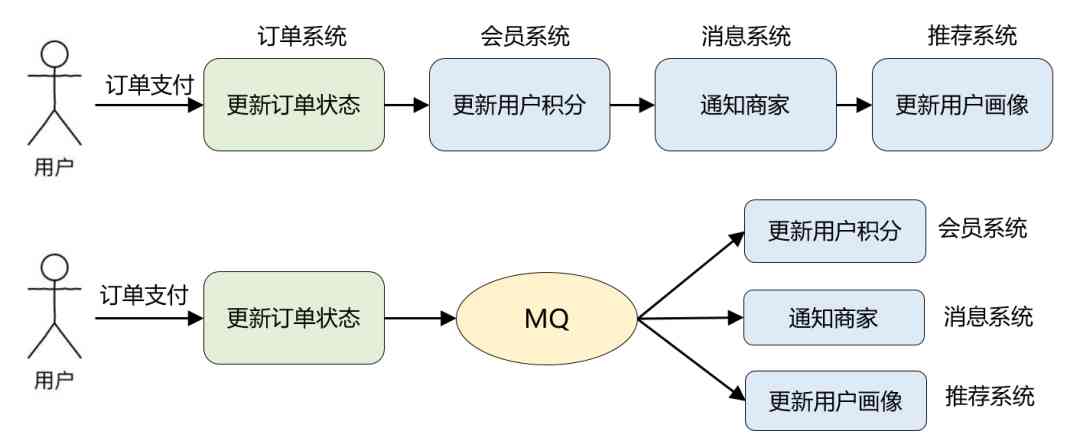 订单系统
会员系统
消息系统
推荐系统
订单支付
更新订单状态
更新用户积分
通知商家
更新用户画像
用户
更新用户积分
会员系统
订单支付
更新订单状态
MQ
通知商家
消息系统
用户
更新用户画像
推荐系统